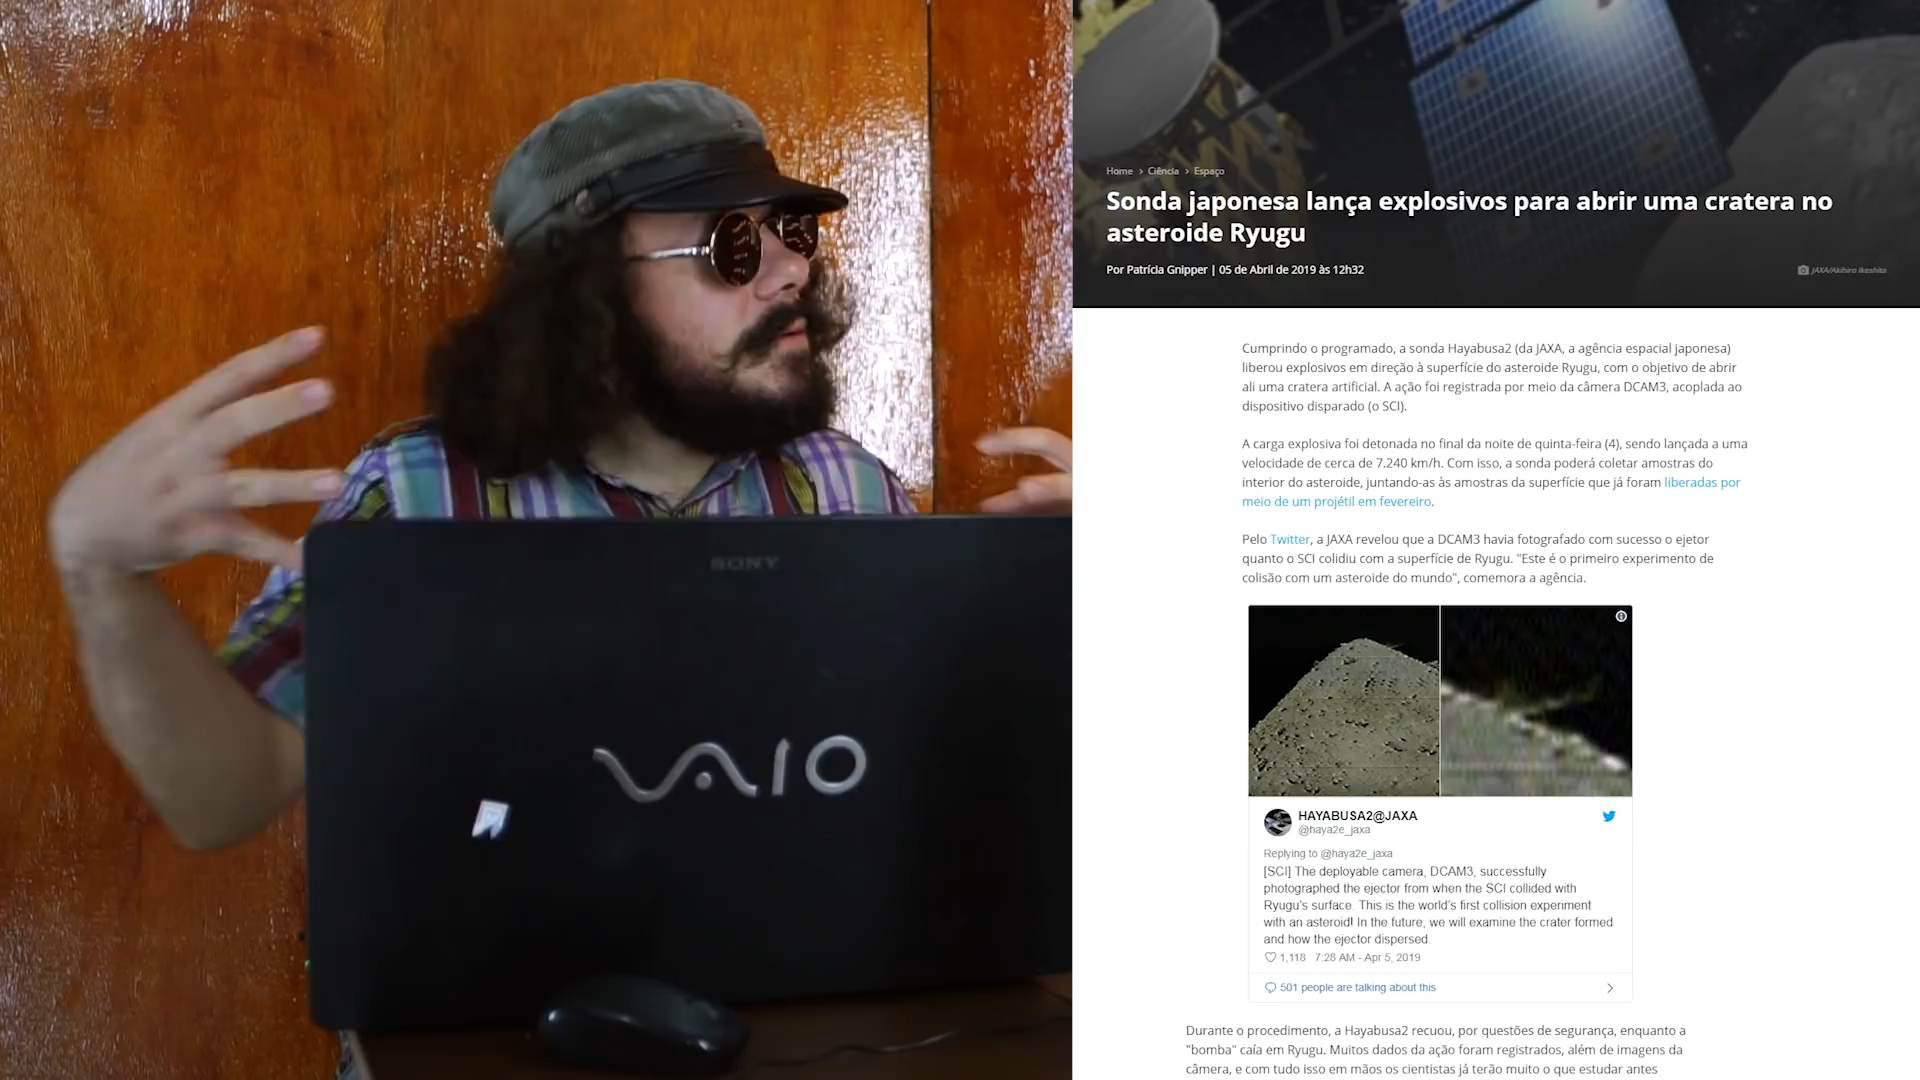 SONY
VAIO
Home > Ciência > Espaço
Sonda japonesa lança explosivos para abrir uma cratera no
asteroide Ryugu
Por Patrícia Gnipper | 05 de Abril de 2019 às 12h32
JAXA/Akihiro Ikeshita
Cumprindo o programado, a sonda Hayabusa2 (da JAXA, a agência espacial japonesa)
liberou explosivos em direção à superfície do asteroide Ryugu, com o objetivo de abrir
ali uma cratera artificial. A ação foi registrada por meio da câmera DCAM3, acoplada ao
dispositivo disparado (o SCI).
A carga explosiva foi detonada no final da noite de quinta-feira (4), sendo lançada a uma
velocidade de cerca de 7.240 km/h. Com isso, a sonda poderá coletar amostras do
interior do asteroide, juntando-as às amostras da superfície que já foram liberadas por
meio de um projétil em fevereiro.
Pelo Twitter, a JAXA revelou que a DCAM3 havia fotografado com sucesso o ejetor
quanto o SCI colidiu com a superfície de Ryugu. "Este é o primeiro experimento de
colisão com um asteroide do mundo", comemora a agência.
HAYABUSA2@JAXA
@haya2e_jaxa
Replying to @haya2e_jaxa
[SCI] The deployable camera, DCAM3, successfully
photographed the ejector from when the SCI collided with
Ryugu's surface. This is the world's first collision experiment
with an asteroid! In the future, we will examine the crater formed
and how the ejector dispersed.
1,118 7:28 AM - Apr 5, 2019
501 people are talking about this
Durante o procedimento, a Hayabusa2 recuou, por questões de segurança, enquanto a
"bomba" caía em Ryugu. Muitos dados da ação foram registrados, além de imagens da
câmera, e com tudo isso em mãos os cientistas já terão muito o que estudar antes